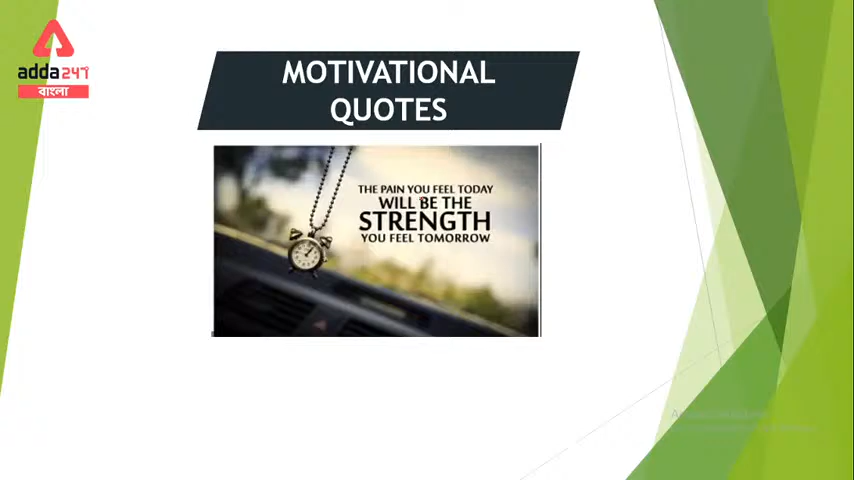 adda247
বাংলা
MOTIVATIONAL
QUOTES
THE PAIN YOU FEEL TODAY
WILL BE THE
STRENGTH
YOU FEEL TOMORROW